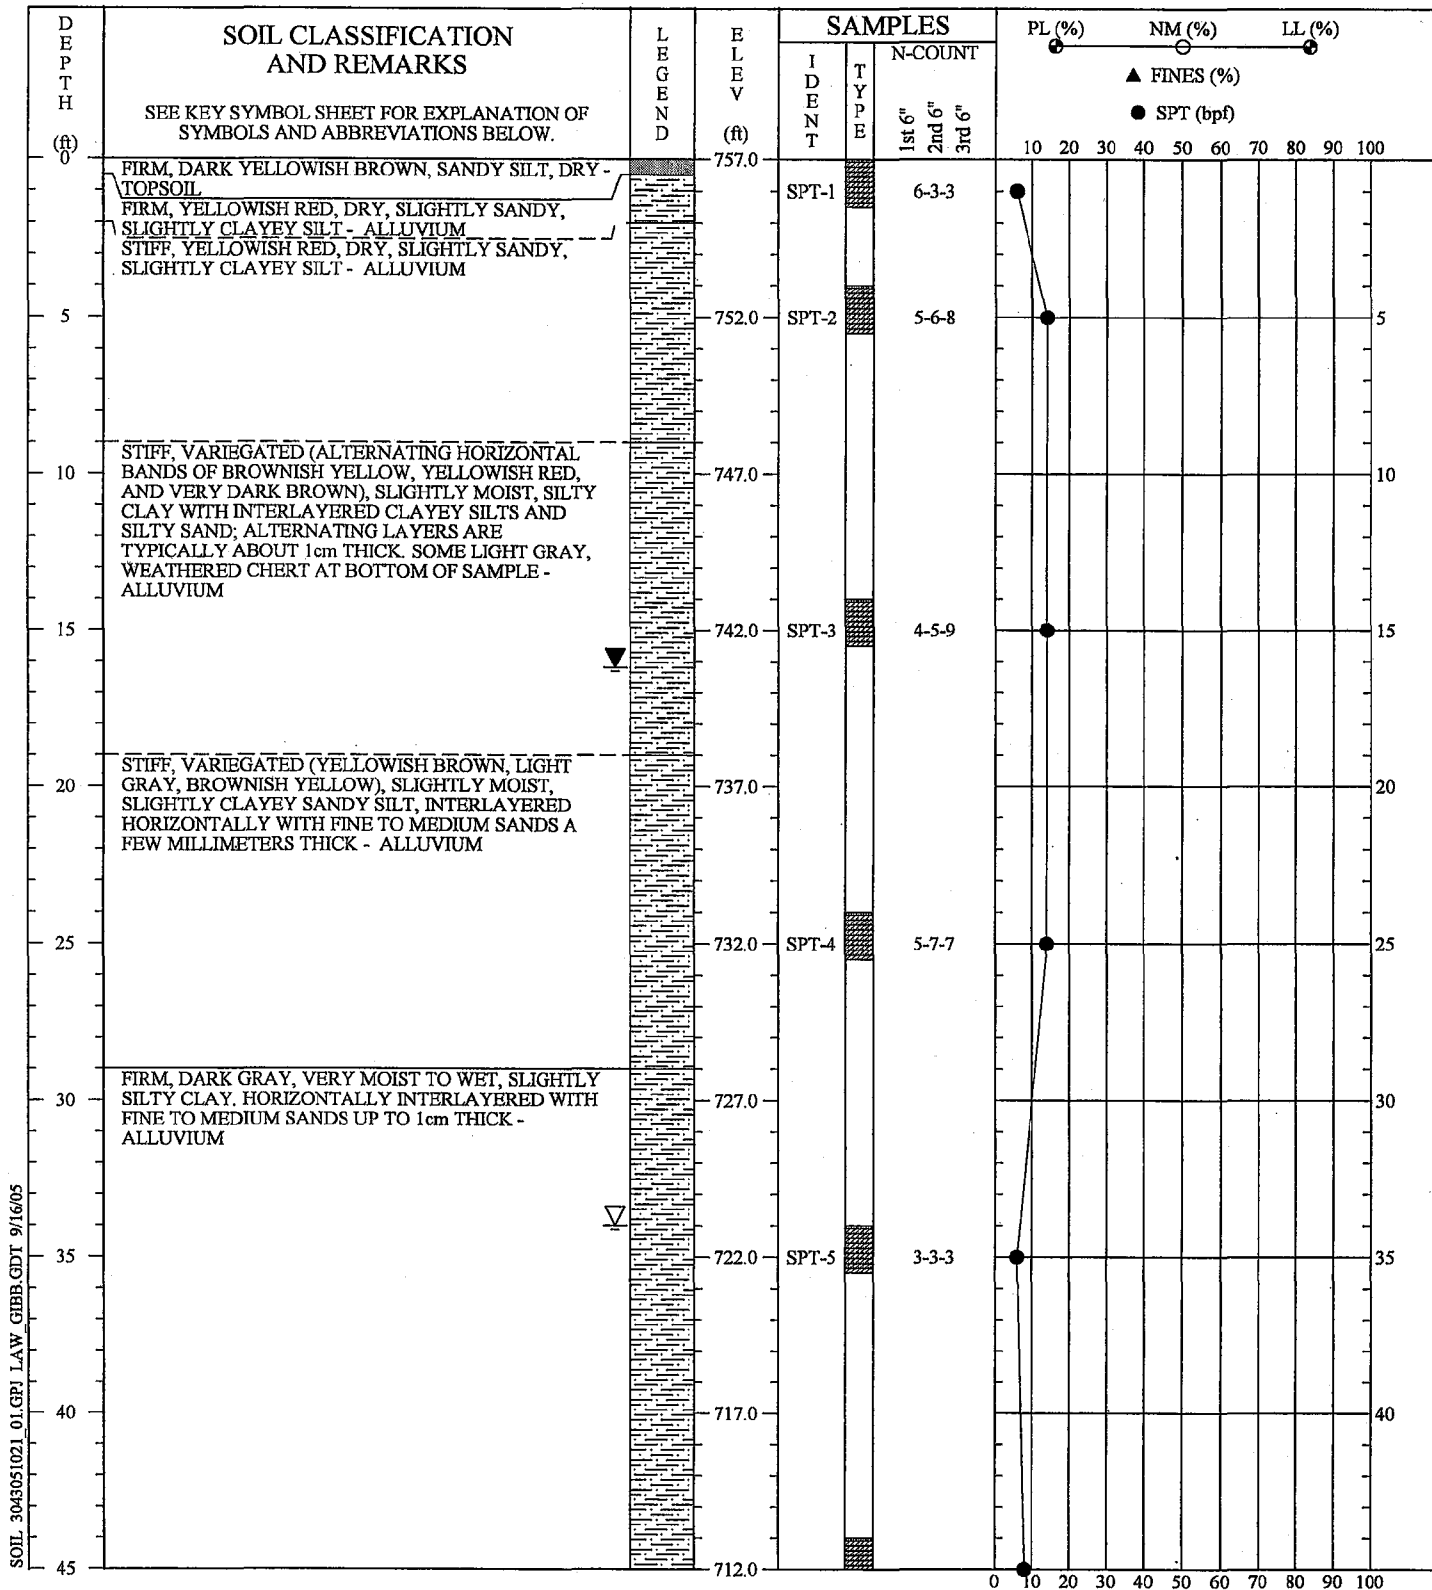 DEPTH (ft)
SOIL CLASSIFICATION
AND REMARKS
SEE KEY SYMBOL SHEET FOR EXPLANATION OF
SYMBOLS AND ABBREVIATIONS BELOW.
LEGEND
ELEV (ft)
SAMPLES
IDENT
TYPE
N-COUNT
1st 6"
2nd 6"
3rd 6"
PL (%) NM (%) LL (%)
▲ FINES (%)
● SPT (bpf)
10 20 30 40 50 60 70 80 90 100
0
FIRM, DARK YELLOWISH BROWN, SANDY SILT, DRY -
TOPSOIL
757.0
SPT-1 6-3-3
FIRM, YELLOWISH RED, DRY, SLIGHTLY SANDY,
SLIGHTLY CLAYEY SILT - ALLUVIUM
STIFF, YELLOWISH RED, DRY, SLIGHTLY SANDY,
SLIGHTLY CLAYEY SILT - ALLUVIUM
5 752.0 SPT-2 5-6-8 5
STIFF, VARIEGATED (ALTERNATING HORIZONTAL
BANDS OF BROWNISH YELLOW, YELLOWISH RED,
AND VERY DARK BROWN), SLIGHTLY MOIST, SILTY
CLAY WITH INTERLAYERED CLAYEY SILTS AND
SILTY SAND; ALTERNATING LAYERS ARE
TYPICALLY ABOUT 1cm THICK. SOME LIGHT GRAY,
WEATHERED CHERT AT BOTTOM OF SAMPLE -
ALLUVIUM
10 747.0 10
15 742.0 SPT-3 4-5-9 15
STIFF, VARIEGATED (YELLOWISH BROWN, LIGHT
GRAY, BROWNISH YELLOW), SLIGHTLY MOIST,
SLIGHTLY CLAYEY SANDY SILT, INTERLAYERED
HORIZONTALLY WITH FINE TO MEDIUM SANDS A
FEW MILLIMETERS THICK - ALLUVIUM
20 737.0 20
25 732.0 SPT-4 5-7-7 25
FIRM, DARK GRAY, VERY MOIST TO WET, SLIGHTLY
SILTY CLAY. HORIZONTALLY INTERLAYERED WITH
FINE TO MEDIUM SANDS UP TO 1cm THICK -
ALLUVIUM
30 727.0 30
35 722.0 SPT-5 3-3-3 35
40 717.0 40
45 712.0
0 10 20 30 40 50 60 70 80 90 100
SOIL 3043051021_01.GPJ LAW_GIBB.GDT 9/16/05